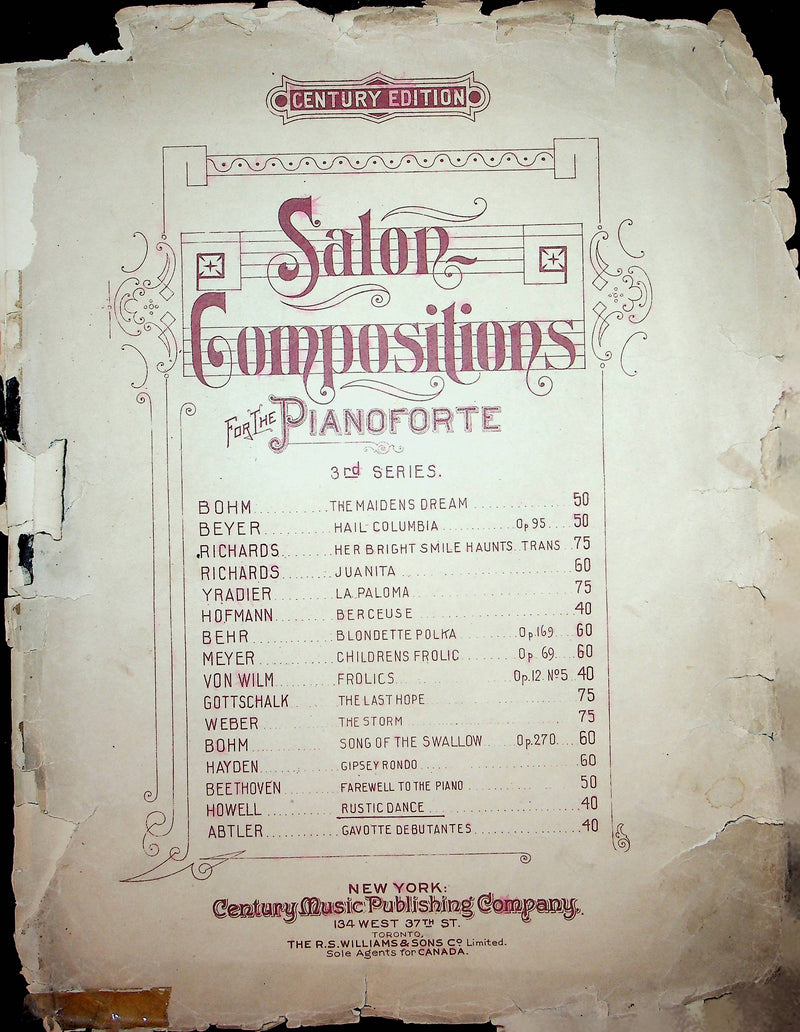 CENTURY EDITION
Salon
Compositions
FOR THE PIANOFORTE
3rd SERIES.
BOHM THE MAIDENS DREAM 50
BEYER HAIL COLUMBIA Op 95 50
RICHARDS HER BRIGHT SMILE HAUNTS TRANS 75
RICHARDS JUANITA 60
YRADIER LA PALOMA 75
HOFMANN BERCEUSE 40
BEHR BLONDETTE POLKA Op.169 60
MEYER CHILDRENS FROLIC Op 69 60
VON WILM FROLICS Op.12 Nº5 40
GOTTSCHALK THE LAST HOPE 75
WEBER THE STORM 75
BOHM SONG OF THE SWALLOW Op.270 60
HAYDEN GIPSEY RONDO 60
BEETHOVEN FAREWELL TO THE PIANO 50
HOWELL RUSTIC DANCE 40
ABTLER GAVOTTE DEBUTANTES 40
NEW YORK:
Century Music Publishing Company.
134 WEST 37TH ST.
TORONTO,
THE R.S. WILLIAMS & SONS Cº Limited.
Sole Agents for CANADA.